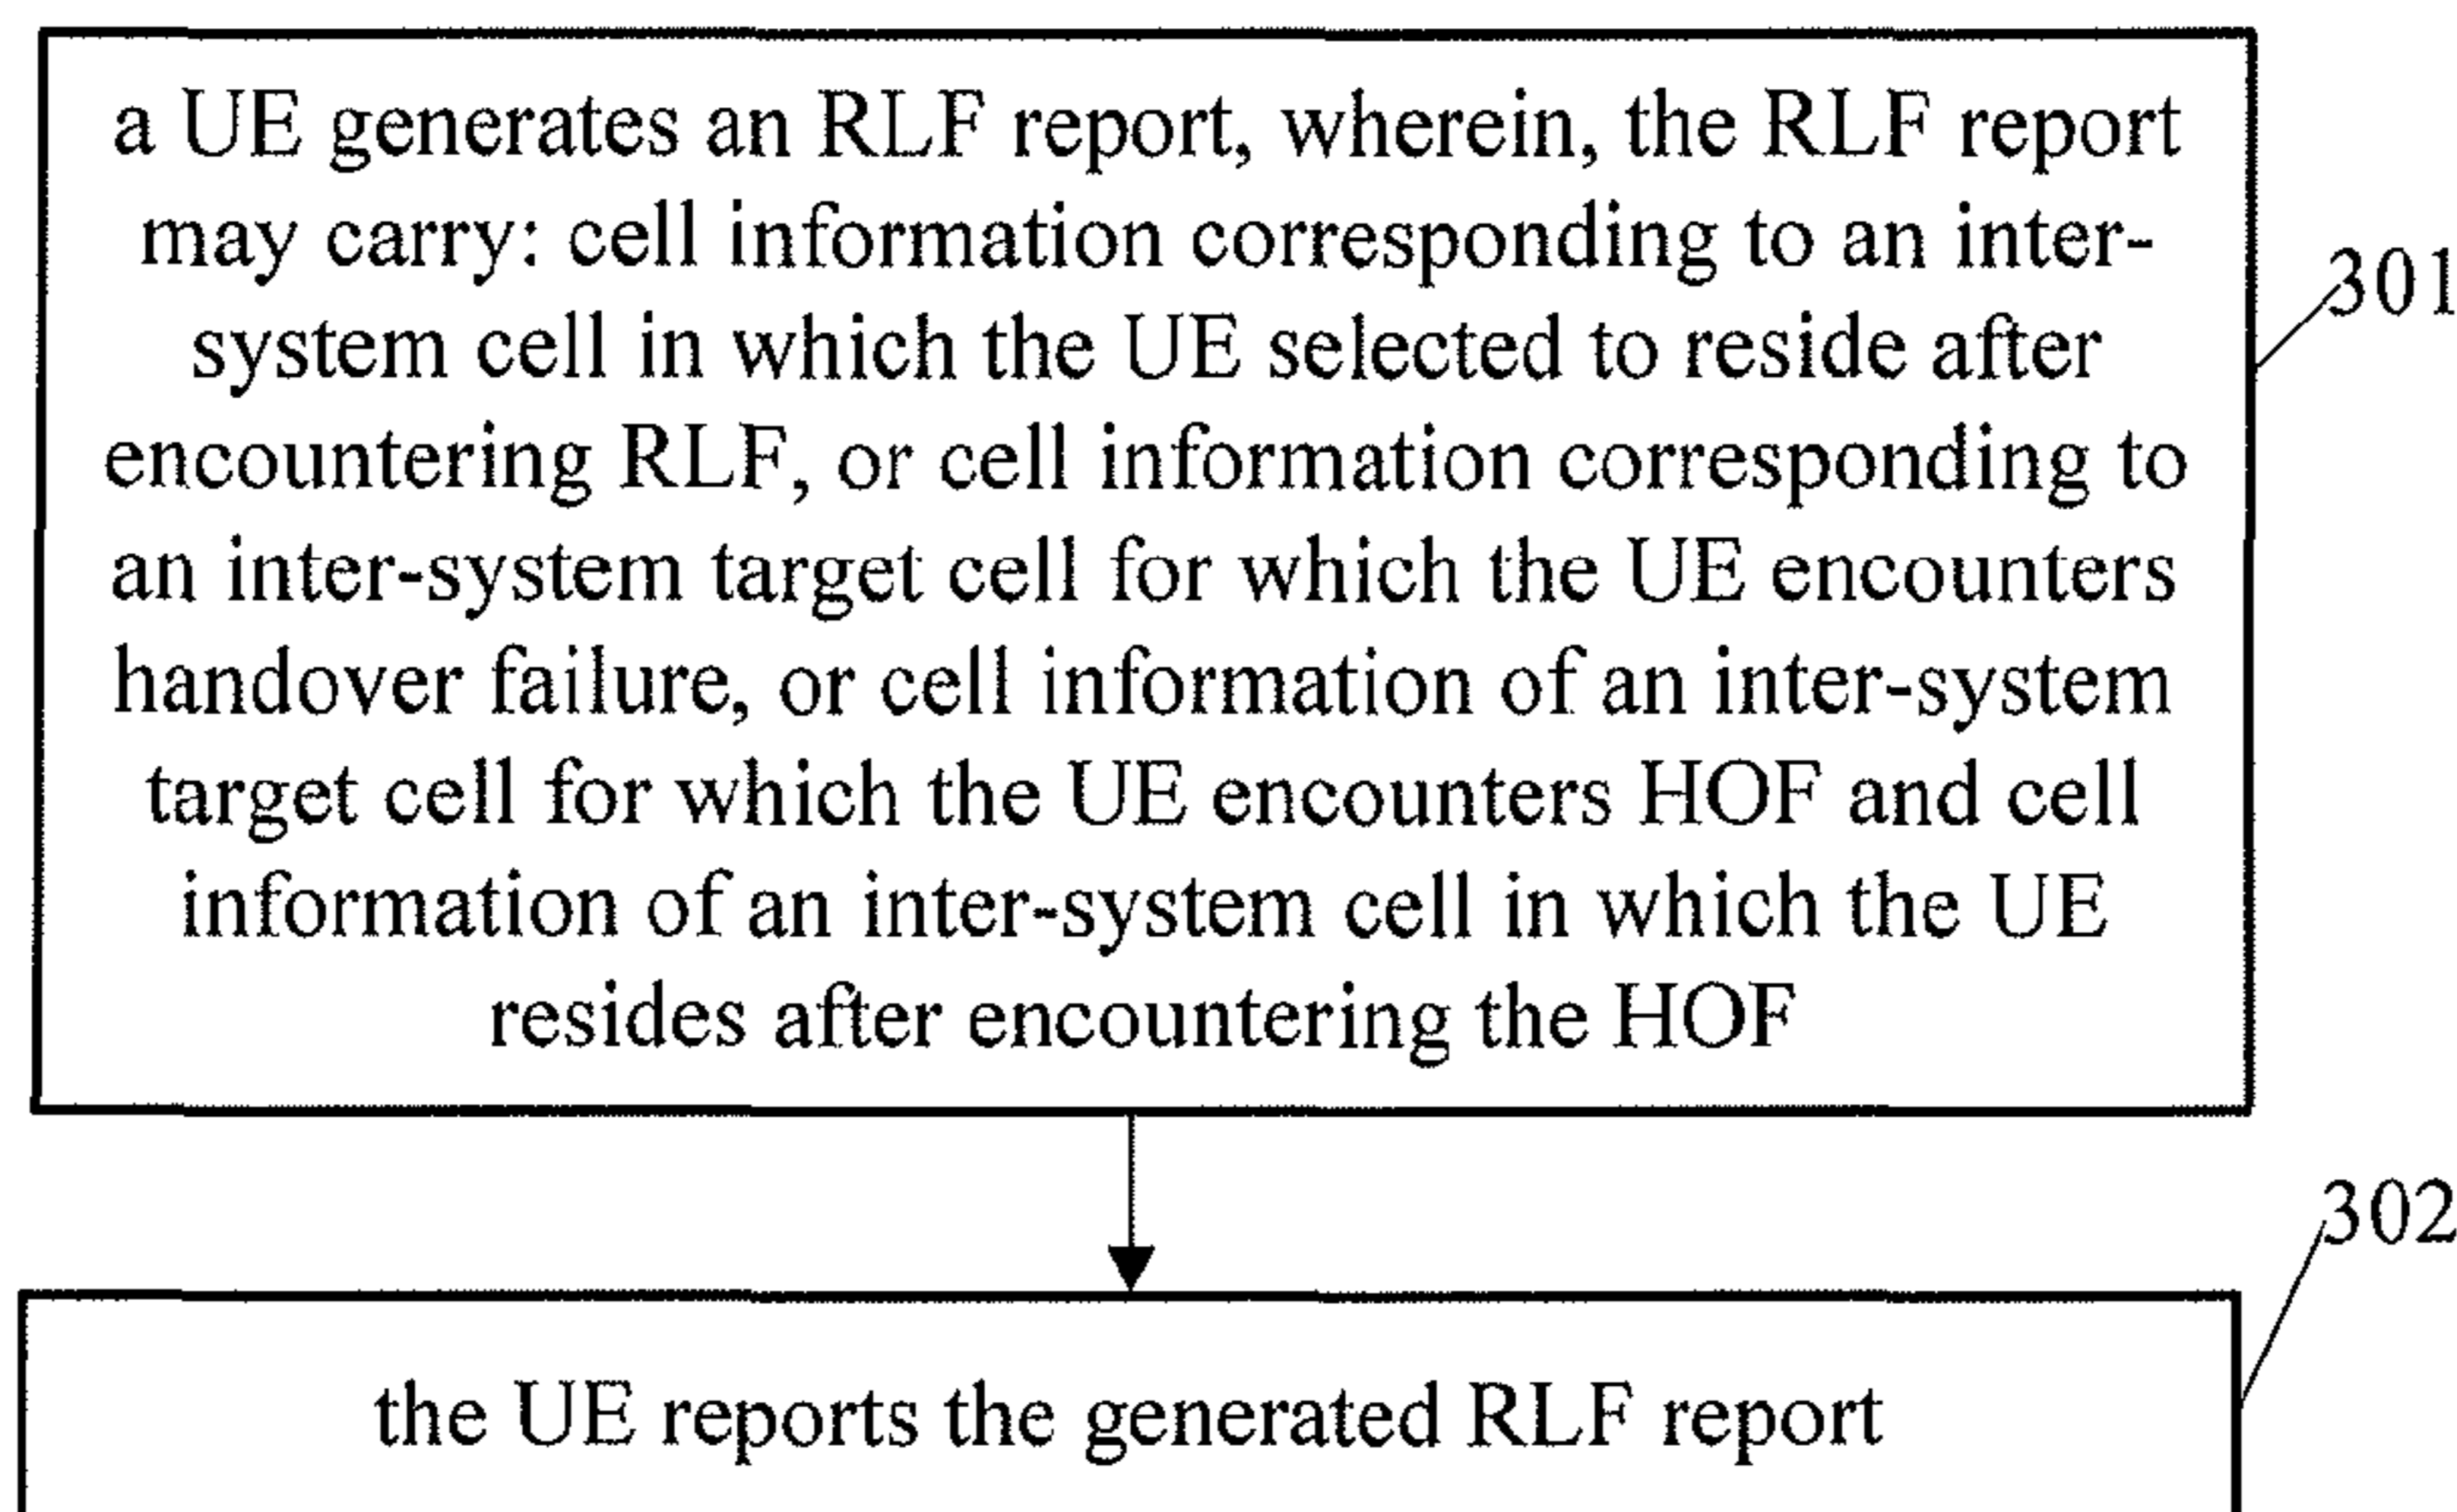 a UE generates an RLF report, wherein, the RLF report
may carry: cell information corresponding to an inter-
system cell in which the UE selected to reside after
encountering RLF, or cell information corresponding to
an inter-system target cell for which the UE encounters
handover failure, or cell information of an inter-system
target cell for which the UE encounters HOF and cell
information of an inter-system cell in which the UE
resides after encountering the HOF
301
302
the UE reports the generated RLF report